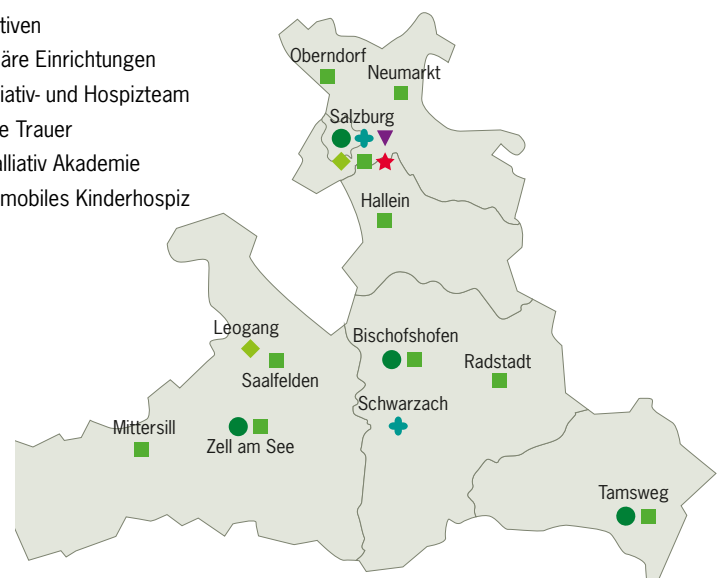 tiven
äre Einrichtungen
iativ- und Hospizteam
e Trauer
alliativ Akademie
mobiles Kinderhospiz
Oberndorf
Neumarkt
Salzburg
Hallein
Leogang
Saalfelden
Bischofshofen
Radstadt
Schwarzach
Mittersill
Zell am See
Tamsweg